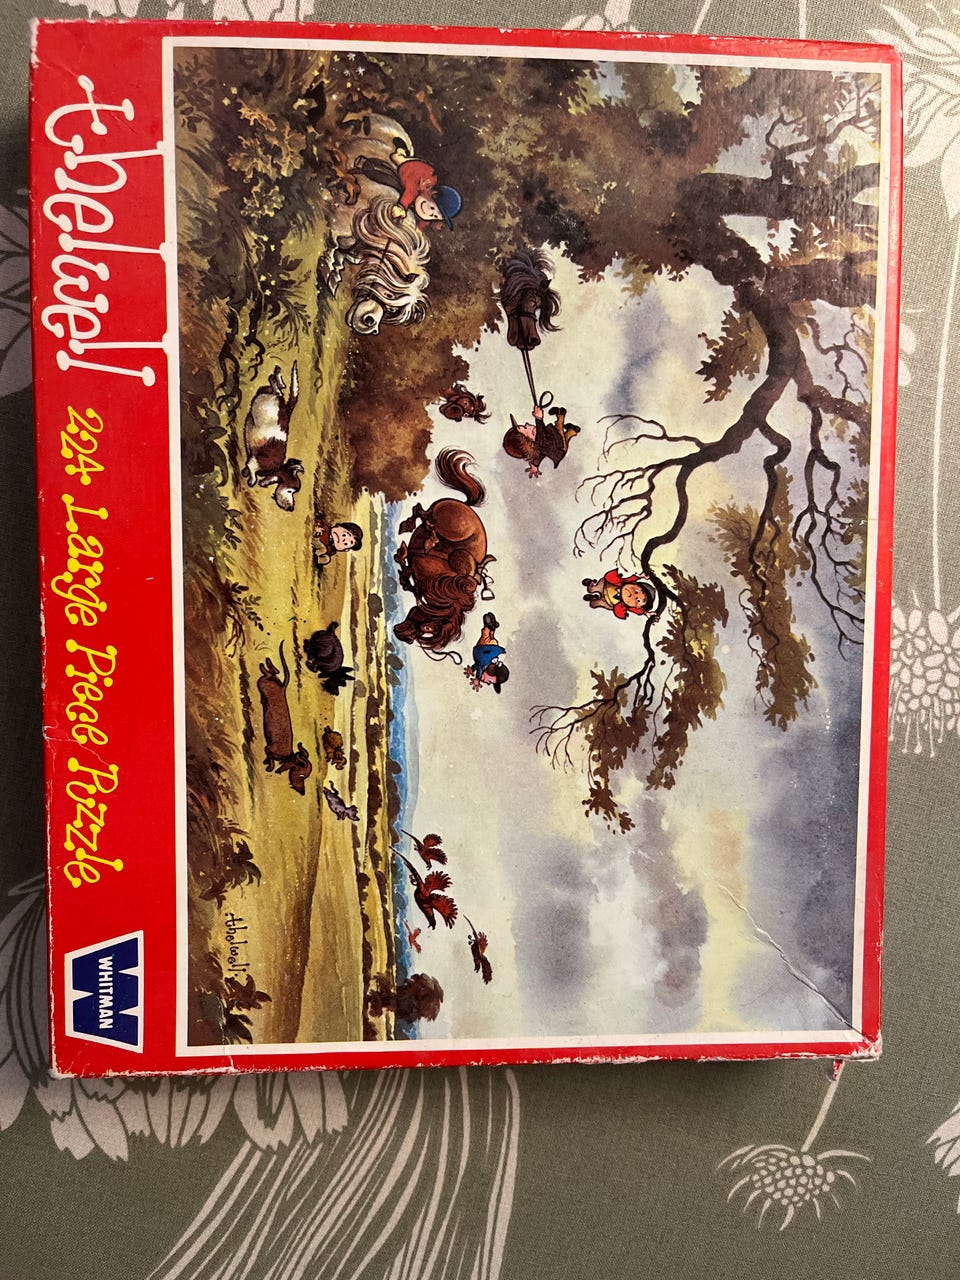 thelwell
224 Large Piece Puzzle
WHITMAN
thelwell.